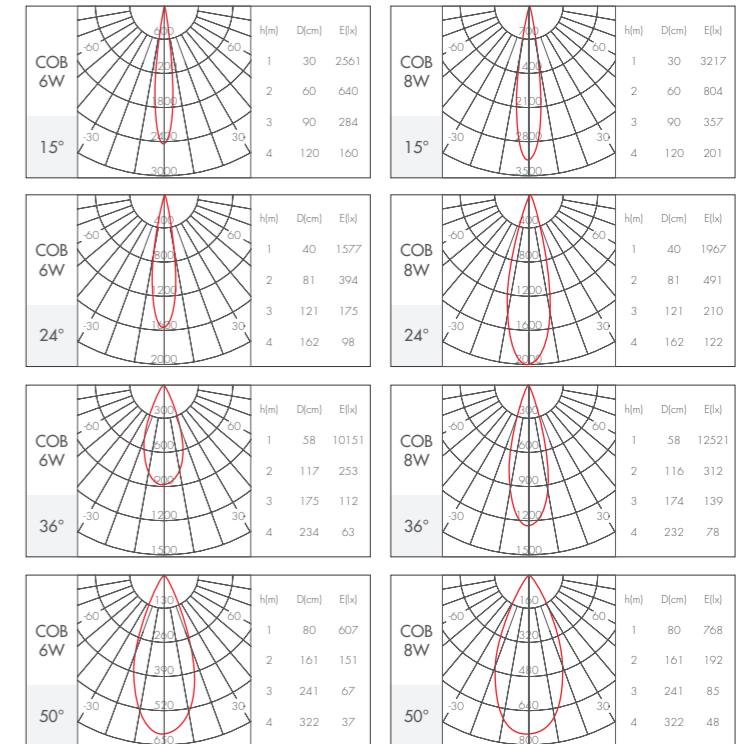 COB
6W
15°
600
-60 60
1200
1800
-30 2400 30
3000
h(m) D(cm) E(lx)
1 30 2561
2 60 640
3 90 284
4 120 160
COB
8W
15°
700
-60 60
1400
2100
-30 2800 30
3500
h(m) D(cm) E(lx)
1 30 3217
2 60 804
3 90 357
4 120 201
COB
6W
24°
400
-60 60
800
1200
-30 1600 30
2000
h(m) D(cm) E(lx)
1 40 1577
2 81 394
3 121 175
4 162 98
COB
8W
24°
400
-60 60
800
1200
-30 1600 30
2000
h(m) D(cm) E(lx)
1 40 1967
2 81 491
3 121 210
4 162 122
COB
6W
36°
300
-60 60
600
900
-30 1200 30
1500
h(m) D(cm) E(lx)
1 58 10151
2 117 253
3 175 112
4 234 63
COB
8W
36°
300
-60 60
600
900
-30 1200 30
1500
h(m) D(cm) E(lx)
1 58 12521
2 116 312
3 174 139
4 232 78
COB
6W
50°
130
-60 60
260
390
-30 520 30
650
h(m) D(cm) E(lx)
1 80 607
2 161 151
3 241 67
4 322 37
COB
8W
50°
160
-60 60
320
480
-30 640 30
800
h(m) D(cm) E(lx)
1 80 768
2 161 192
3 241 85
4 322 48